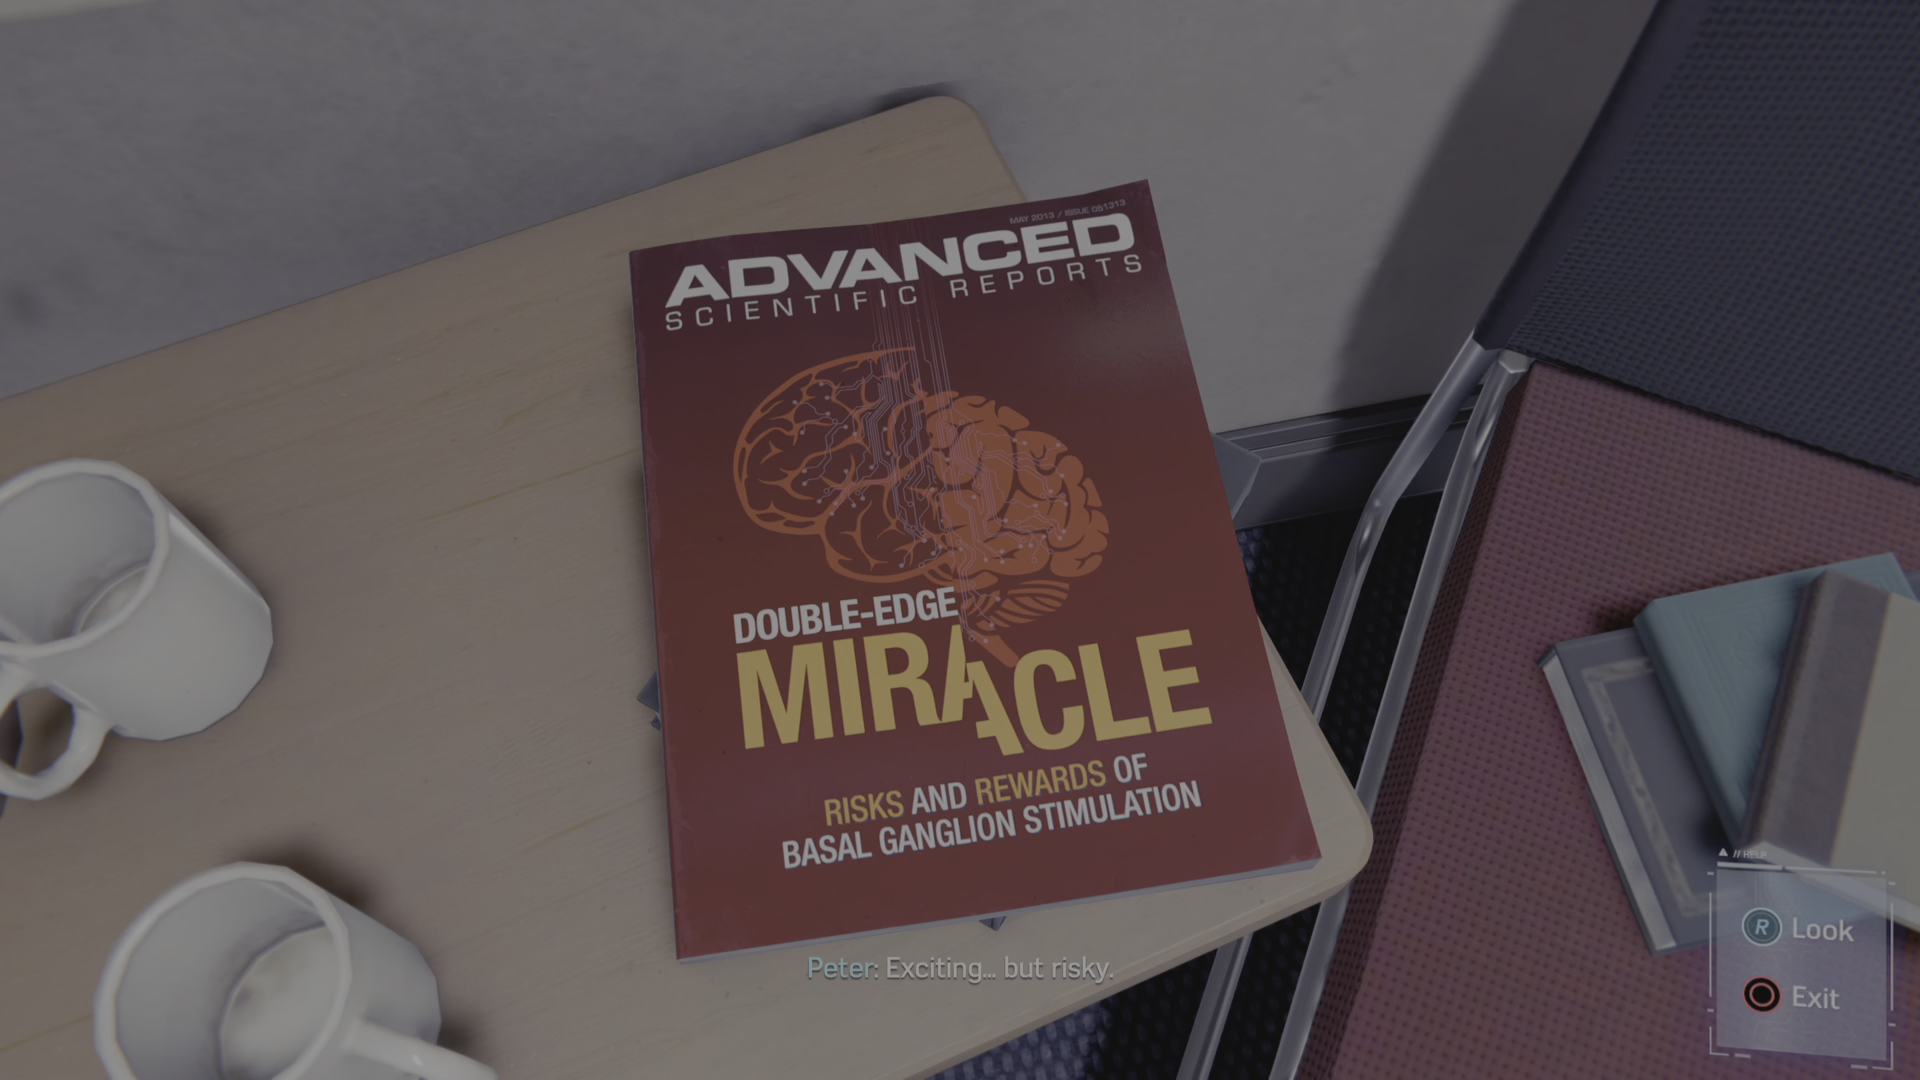 MAY 2013 / ISSUE 051313
ADVANCED
SCIENTIFIC REPORTS
DOUBLE-EDGE
MIRACLE
RISKS AND REWARDS OF
BASAL GANGLION STIMULATION
Peter: Exciting... but risky.
// HELP
R Look
Exit